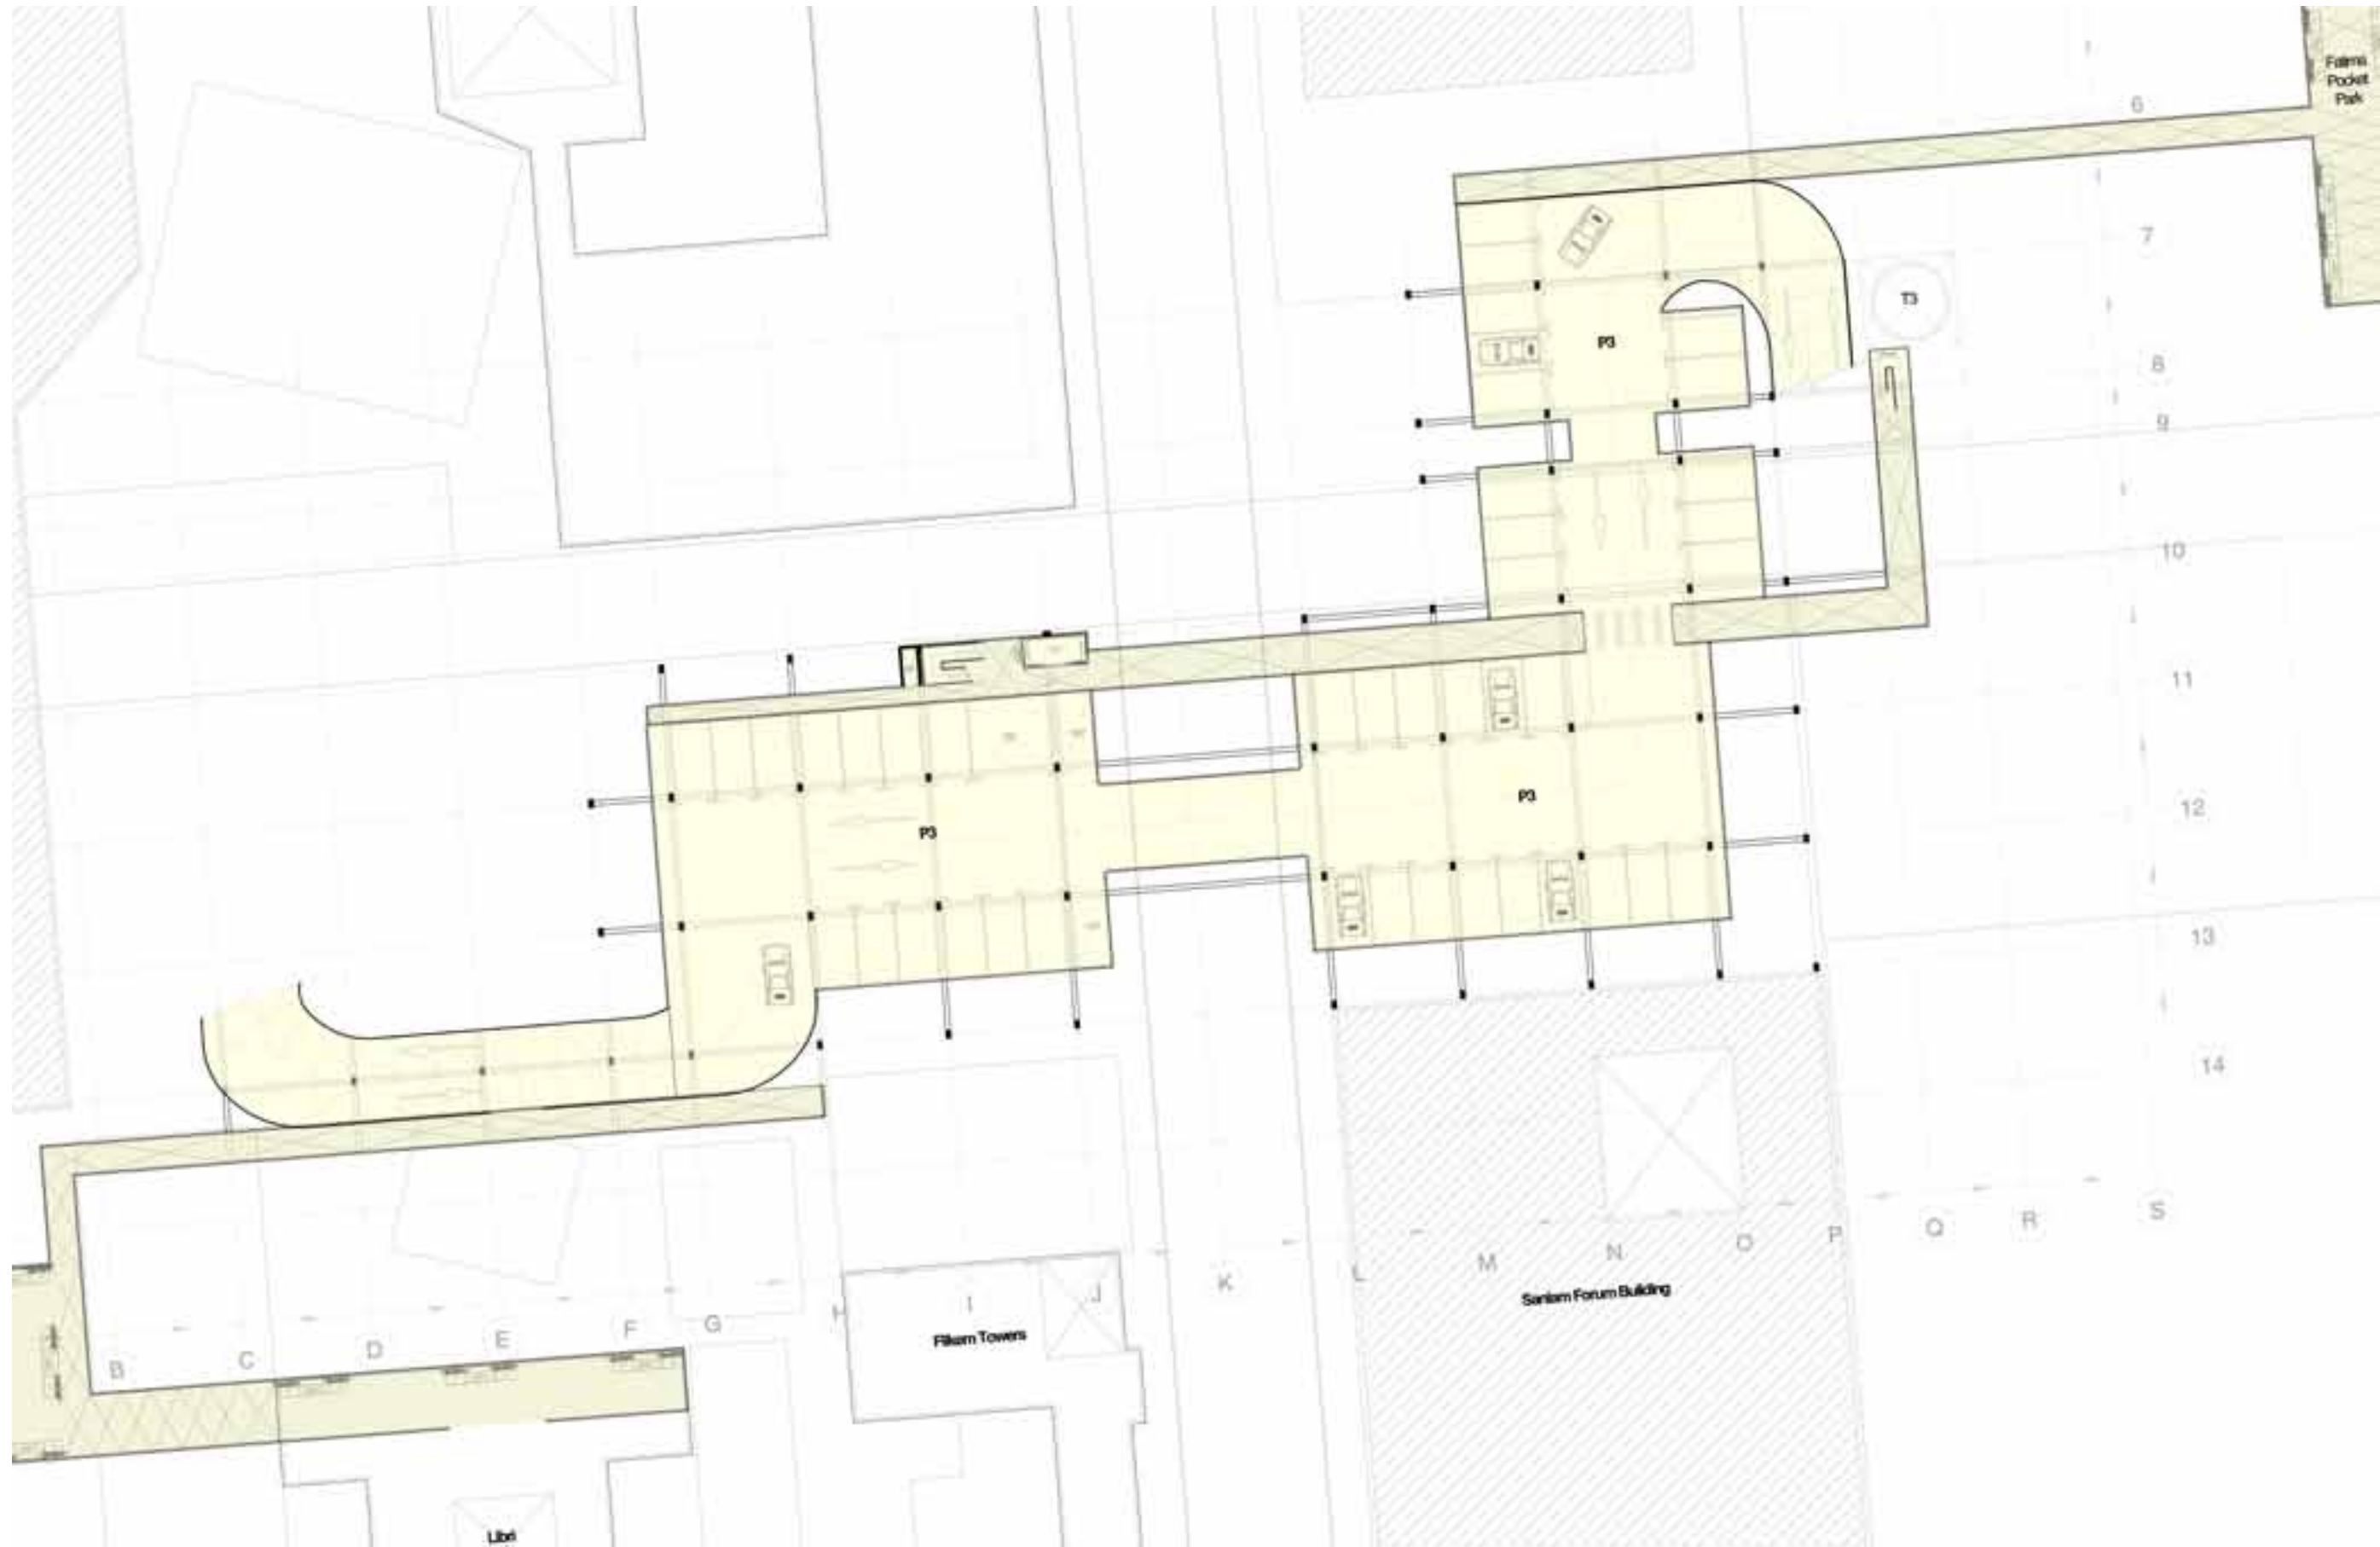 Fatima
Pocket
Park
6
7
T3
P3
8
9
10
11
P3
12
P3
13
14
S
R
Q
P
O
N
M
L
K
J
I
H
G
F
E
D
C
B
Sanlam Forum Building
Towers
Libri